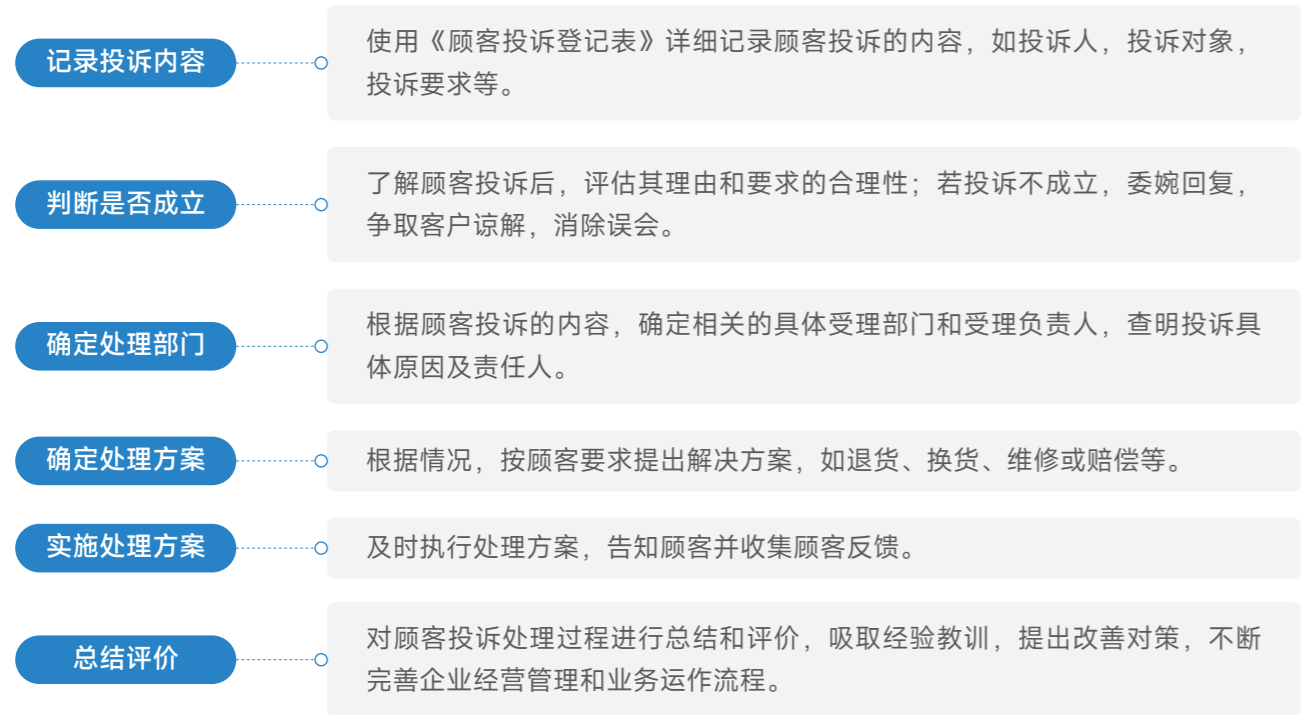 记录投诉内容
使用《顾客投诉登记表》详细记录顾客投诉的内容，如投诉人，投诉对象，
投诉要求等。
判断是否成立
了解顾客投诉后，评估其理由和要求的合理性；若投诉不成立，委婉回复，
争取客户谅解，消除误会。
确定处理部门
根据顾客投诉的内容，确定相关的具体受理部门和受理负责人，查明投诉具
体原因及责任人。
确定处理方案
根据情况，按顾客要求提出解决方案，如退货、换货、维修或赔偿等。
实施处理方案
及时执行处理方案，告知顾客并收集顾客反馈。
总结评价
对顾客投诉处理过程进行总结和评价，吸取经验教训，提出改善对策，不断
完善企业经营管理和业务运作流程。